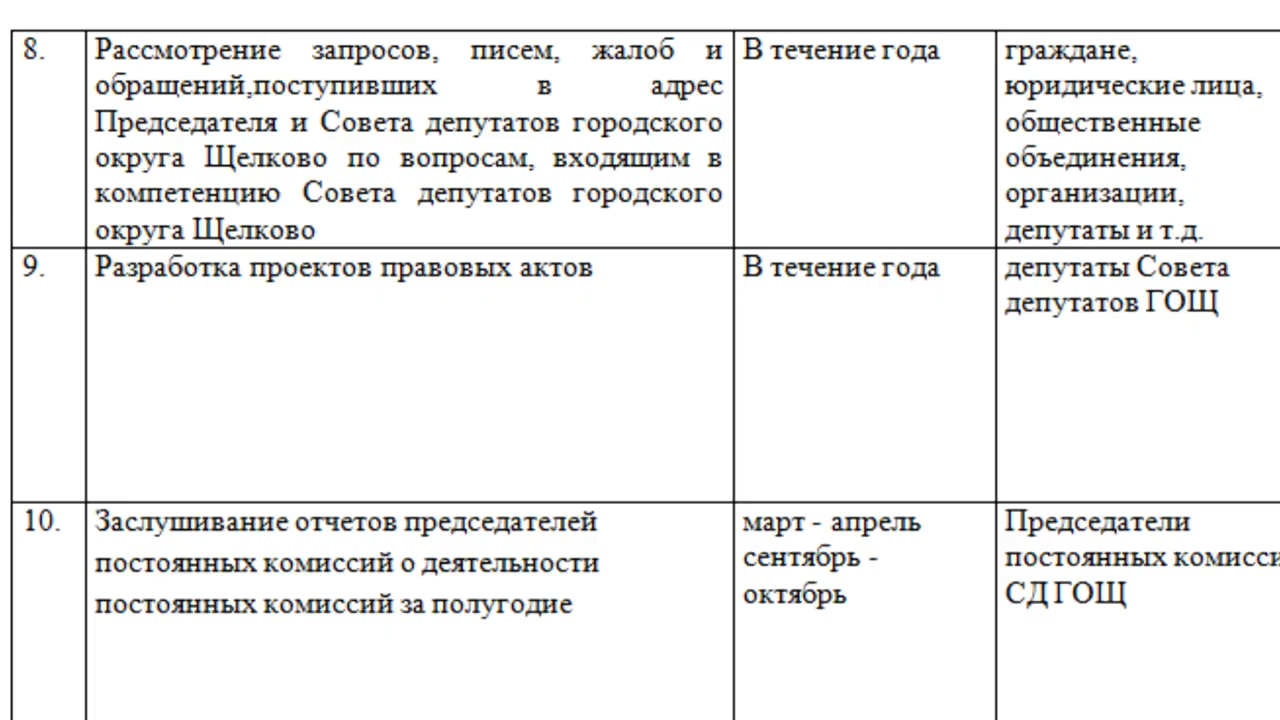 8.
Рассмотрение запросов, писем, жалоб и
обращений,поступивших в адрес
Председателя и Совета депутатов городского
округа Щелково по вопросам, входящим в
компетенцию Совета депутатов городского
округа Щелково
В течение года
граждане,
юридические лица,
общественные
объединения,
организации,
депутаты и т.д.
9.
Разработка проектов правовых актов
В течение года
депутаты Совета
депутатов ГОЩ
10.
Заслушивание отчетов председателей
постоянных комиссий о деятельности
постоянных комиссий за полугодие
март - апрель
сентябрь -
октябрь
Председатели
постоянных
СД ГОЩ